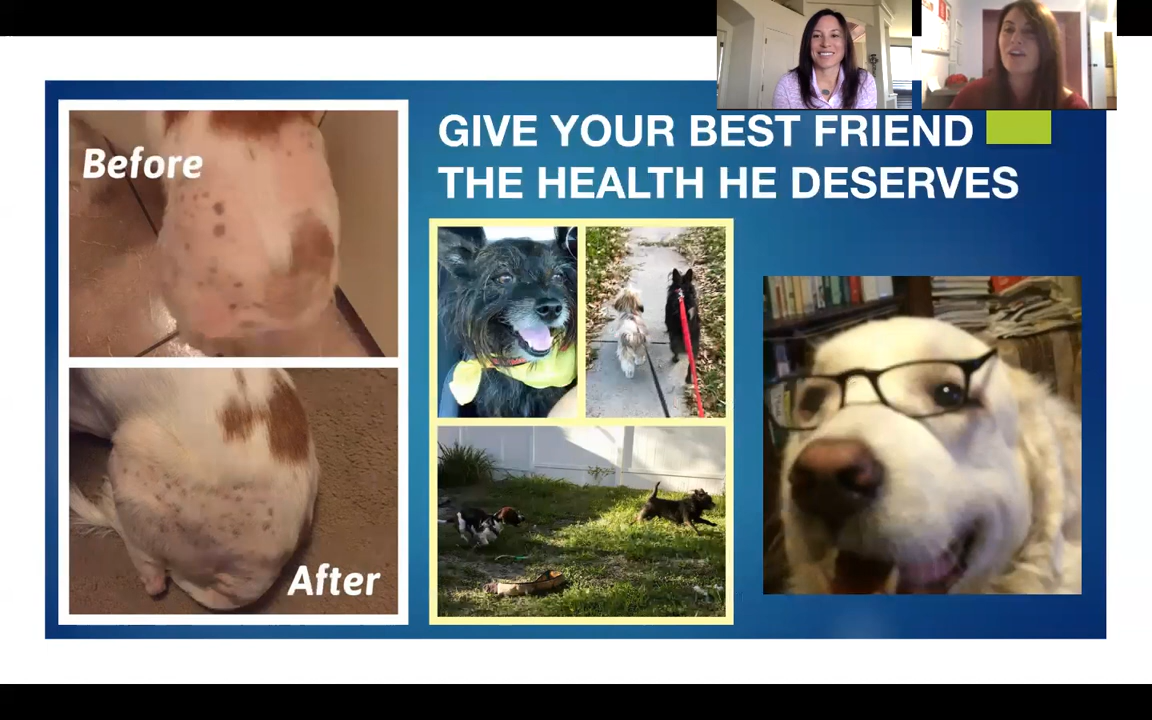 Before
After
GIVE YOUR BEST FRIEND
THE HEALTH HE DESERVES